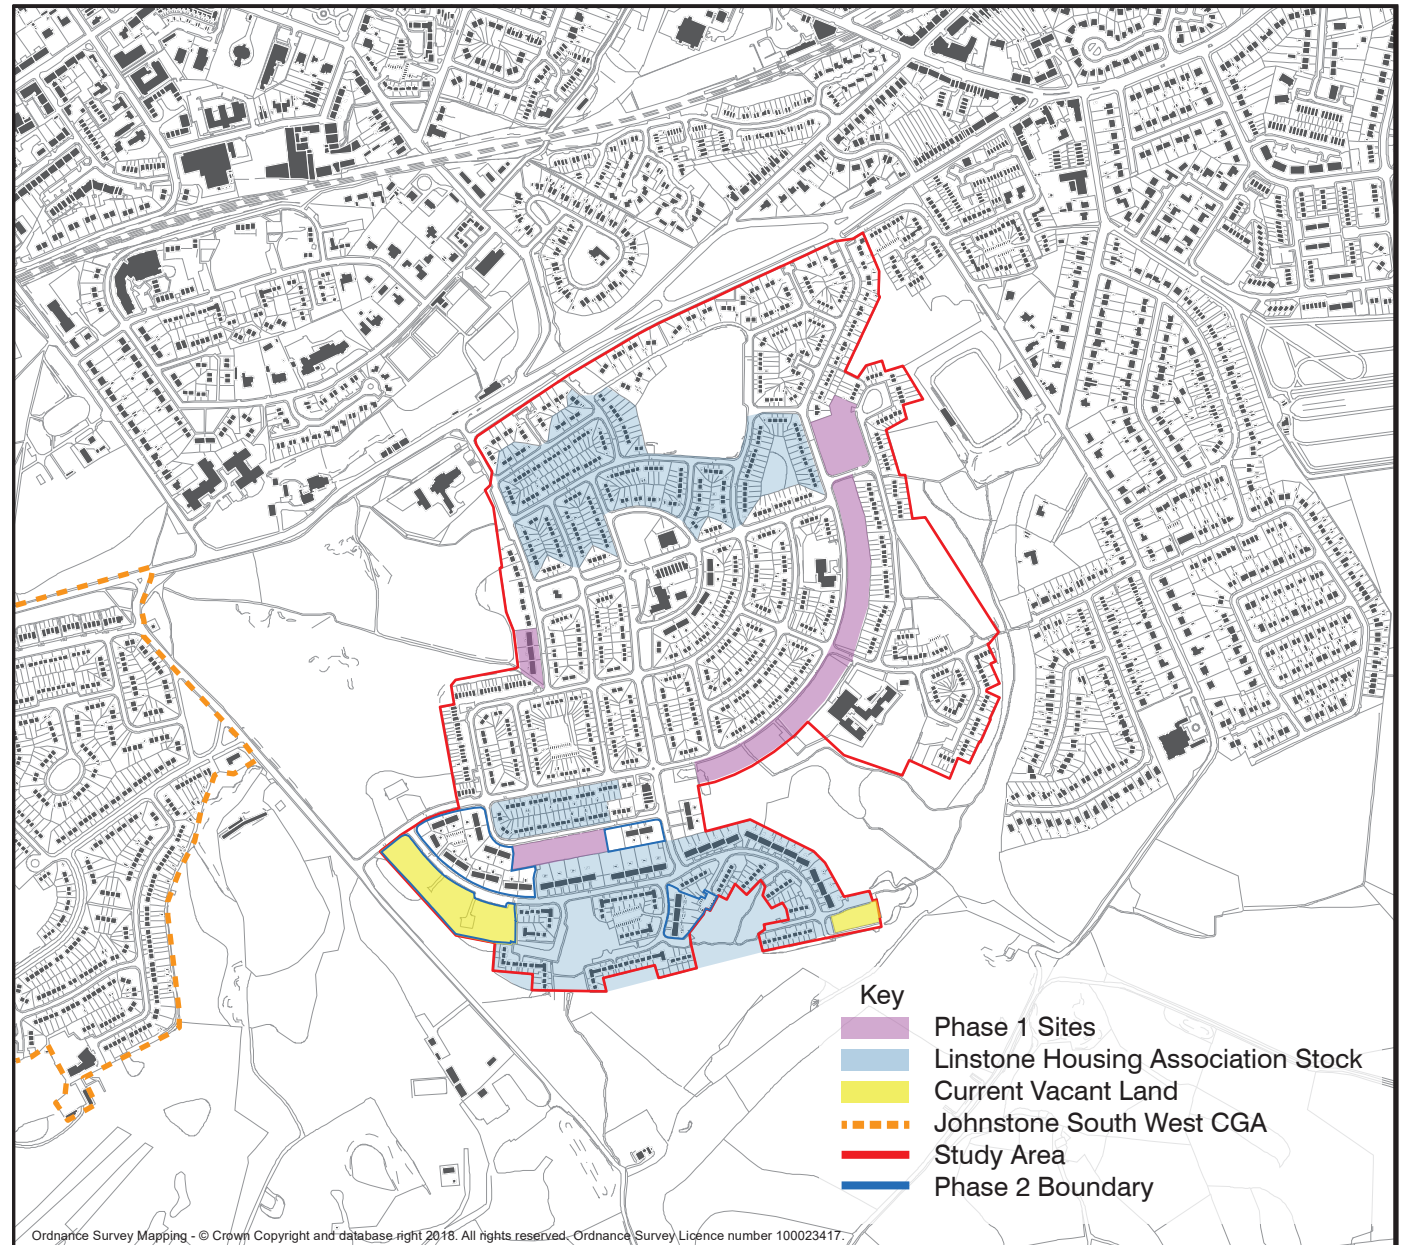 Key
Phase 1 Sites
Linstone Housing Association Stock
Current Vacant Land
Johnstone South West CGA
Study Area
Phase 2 Boundary
Ordnance Survey Mapping - © Crown Copyright and database right 2018. All rights reserved. Ordnance Survey Licence number 100023417.